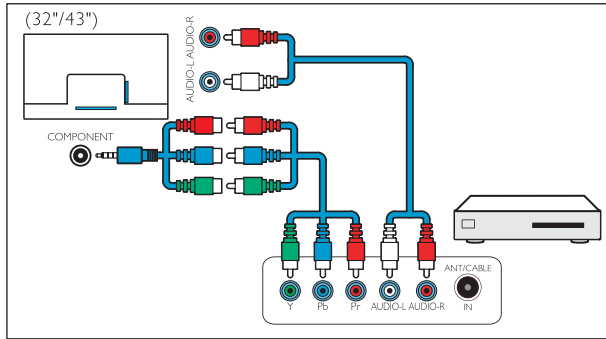 (32"/43")
AUDIO-L AUDIO-R
COMPONENT
ANT/CABLE
Y Pb Pr AUDIO-L AUDIO-R IN